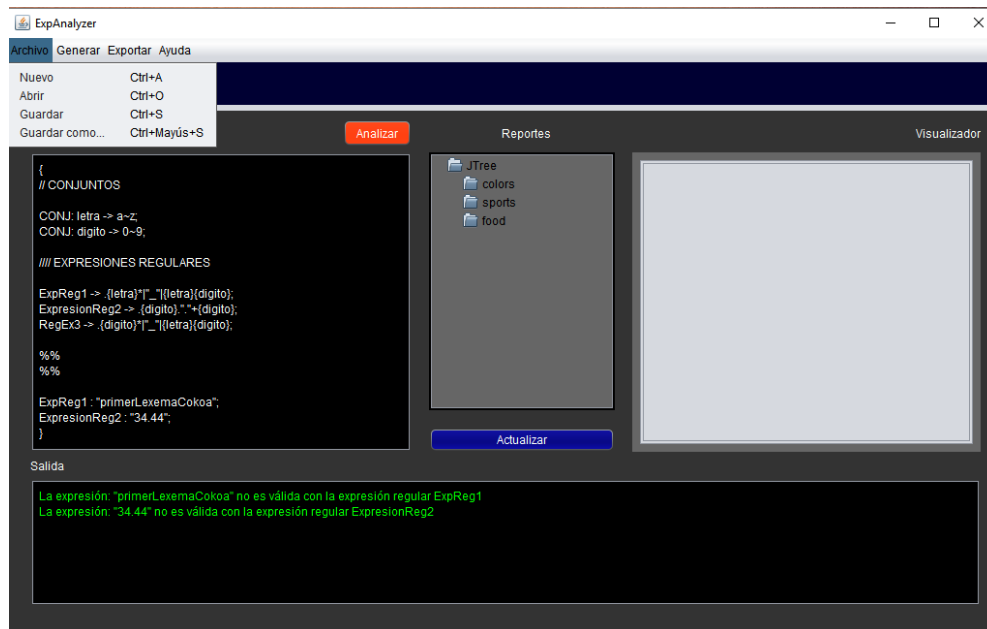 ExpAnalyzer
Archivo Generar Exportar Ayuda
Nuevo Ctrl+A
Abrir Ctrl+O
Guardar Ctrl+S
Guardar como... Ctrl+Mayús+S
Analizar Reportes Visualizador
{
// CONJUNTOS
CONJ: letra -> a~z;
CONJ: digito -> 0~9;
//// EXPRESIONES REGULARES
ExpReg1 -> .{letra}*|"_"|{letra}{digito};
ExpresionReg2 -> .{digito}."."+{digito};
RegEx3 -> .{digito}*|"_"|{letra}{digito};
%%
%%
ExpReg1 : "primerLexemaCokoa";
ExpresionReg2 : "34.44";
}
JTree
colors
sports
food
Actualizar
Salida
La expresión: "primerLexemaCokoa" no es válida con la expresión regular ExpReg1
La expresión: "34.44" no es válida con la expresión regular ExpresionReg2